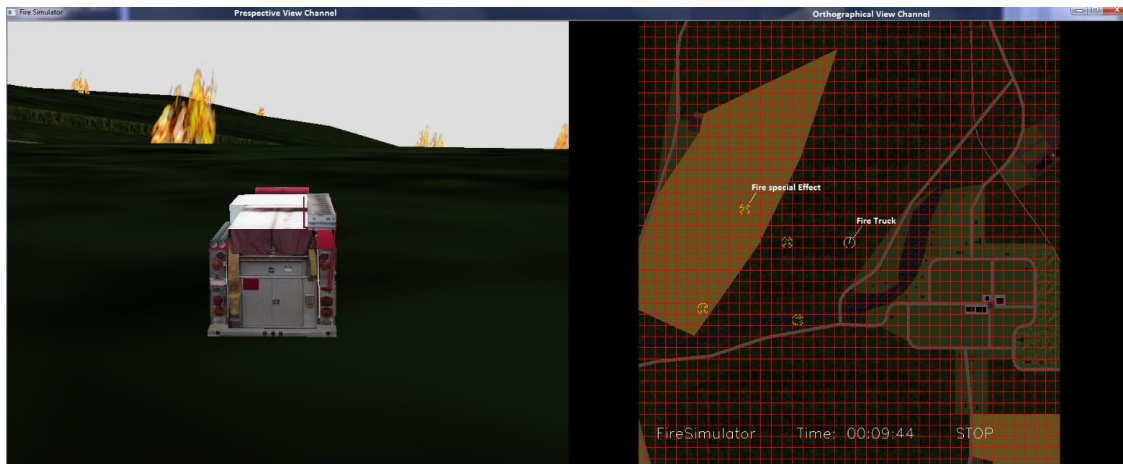 Fire Simulator
Prespective View Channel
Orthographical View Channel
Fire special Effect
Fire Truck
FireSimulator Time: 00:09:44 STOP